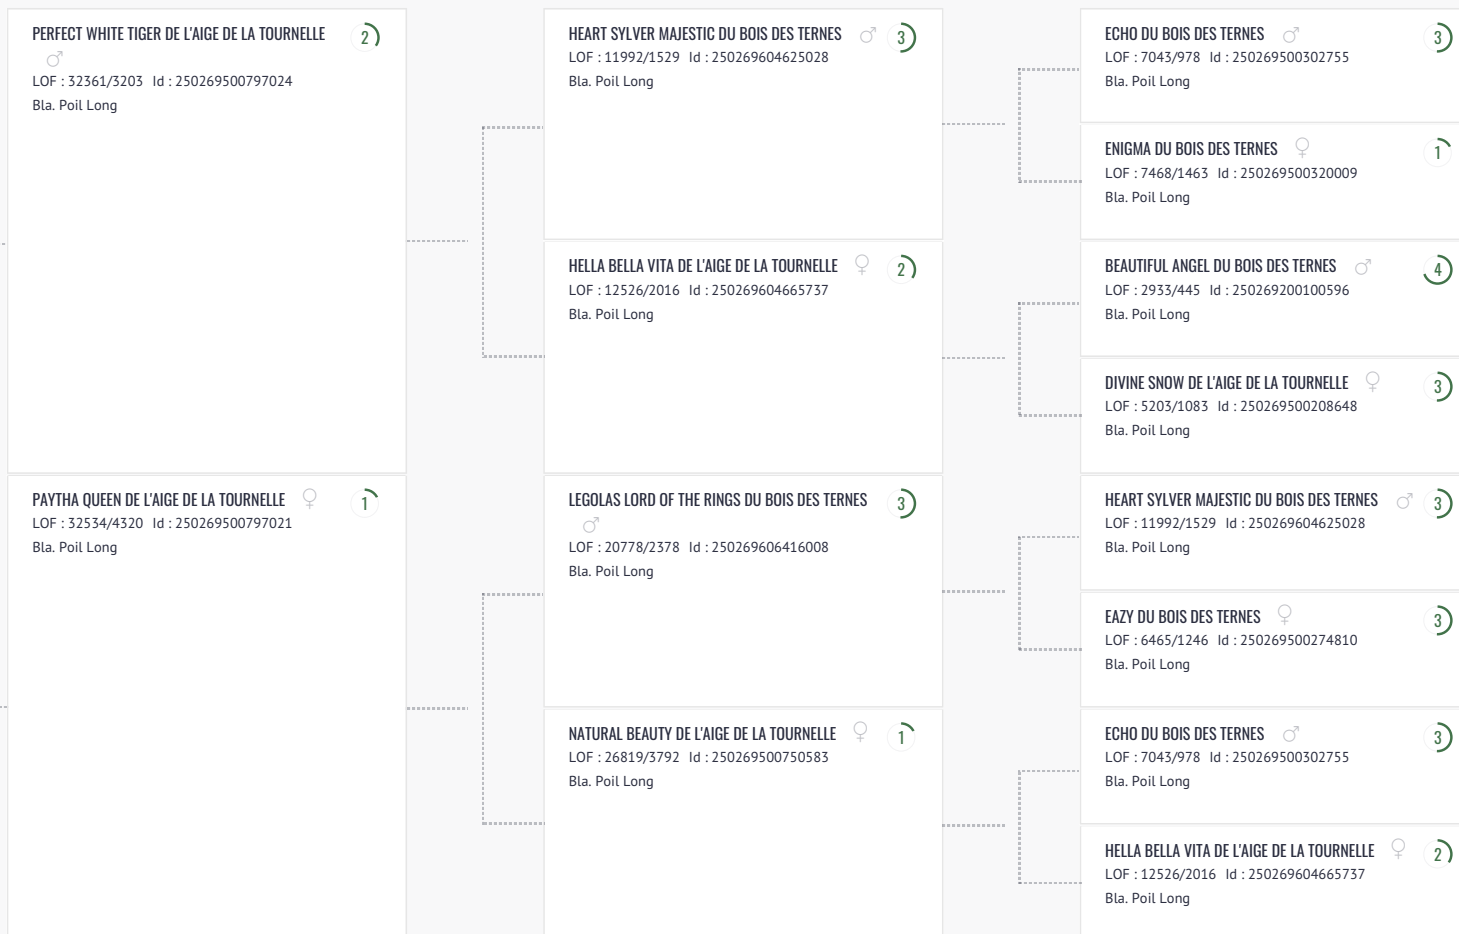 PERFECT WHITE TIGER DE L'AIGE DE LA TOURNELLE
2
LOF : 32361/3203 Id : 250269500797024
Bla. Poil Long
PAYTHA QUEEN DE L'AIGE DE LA TOURNELLE
1
LOF : 32534/4320 Id : 250269500797021
Bla. Poil Long
HEART SYLVER MAJESTIC DU BOIS DES TERNES
3
LOF : 11992/1529 Id : 250269604625028
Bla. Poil Long
HELLA BELLA VITA DE L'AIGE DE LA TOURNELLE
2
LOF : 12526/2016 Id : 250269604665737
Bla. Poil Long
LEGOLAS LORD OF THE RINGS DU BOIS DES TERNES
3
LOF : 20778/2378 Id : 250269606416008
Bla. Poil Long
NATURAL BEAUTY DE L'AIGE DE LA TOURNELLE
1
LOF : 26819/3792 Id : 250269500750583
Bla. Poil Long
ECHO DU BOIS DES TERNES
3
LOF : 7043/978 Id : 250269500302755
Bla. Poil Long
ENIGMA DU BOIS DES TERNES
1
LOF : 7468/1463 Id : 250269500320009
Bla. Poil Long
BEAUTIFUL ANGEL DU BOIS DES TERNES
4
LOF : 2933/445 Id : 250269200100596
Bla. Poil Long
DIVINE SNOW DE L'AIGE DE LA TOURNELLE
3
LOF : 5203/1083 Id : 250269500208648
Bla. Poil Long
HEART SYLVER MAJESTIC DU BOIS DES TERNES
3
LOF : 11992/1529 Id : 250269604625028
Bla. Poil Long
EAZY DU BOIS DES TERNES
3
LOF : 6465/1246 Id : 250269500274810
Bla. Poil Long
ECHO DU BOIS DES TERNES
3
LOF : 7043/978 Id : 250269500302755
Bla. Poil Long
HELLA BELLA VITA DE L'AIGE DE LA TOURNELLE
2
LOF : 12526/2016 Id : 250269604665737
Bla. Poil Long